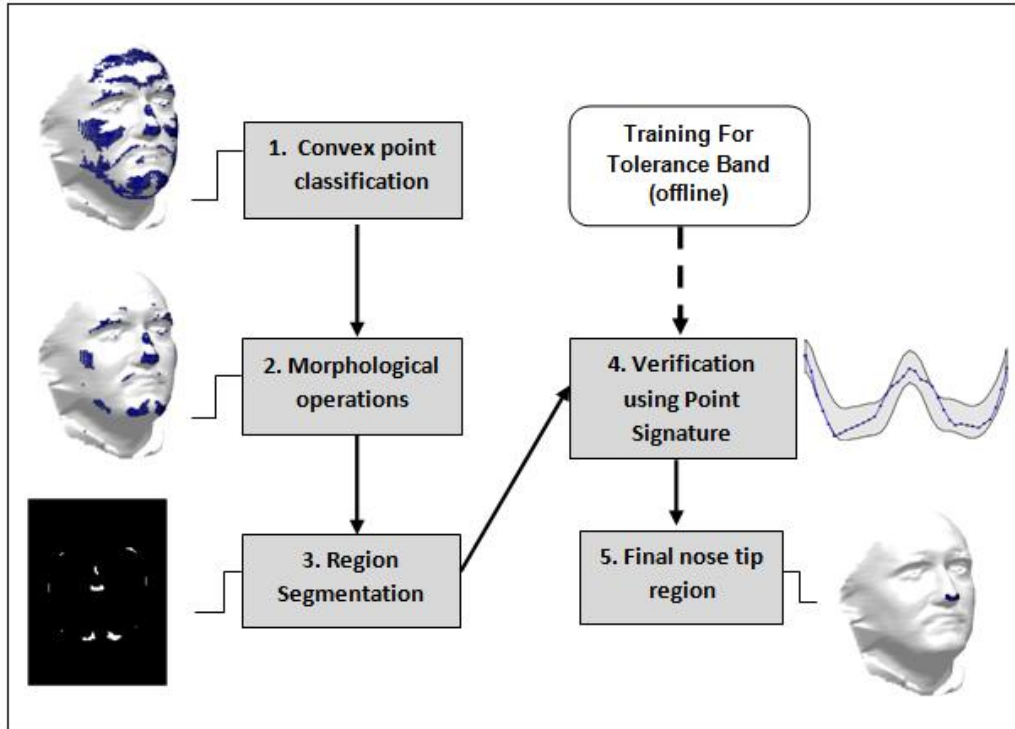 1. Convex point
classification
Training For
Tolerance Band
(offline)
2. Morphological
operations
4. Verification
using Point
Signature
3. Region
Segmentation
5. Final nose tip
region